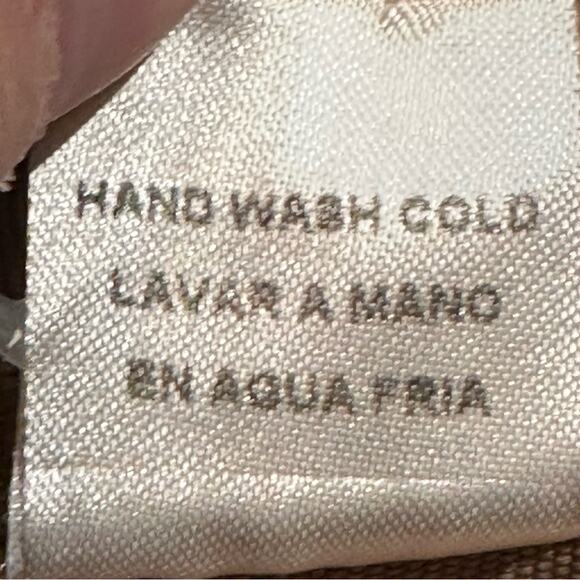 HAND WASH COLD
LAVAR A MANO
EN AGUA FRIA